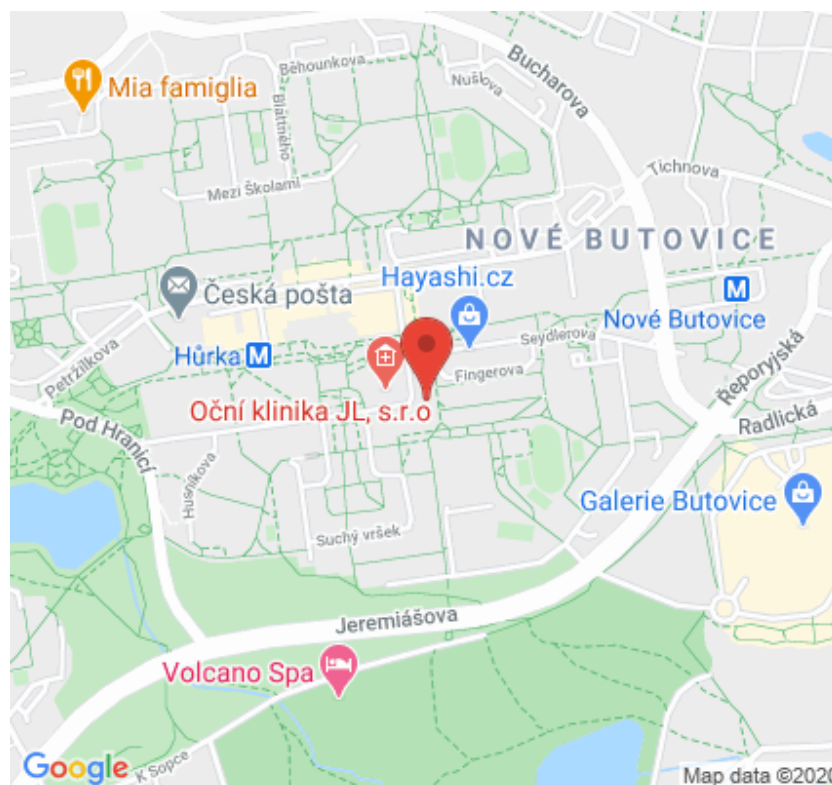 Běhounkova
Bucharova
Mia famiglia
Nušlova
Blattného
Mezi Školami
Tichnova
NOVÉ BUTOVICE
Hayashi.cz
Česká pošta
M
Nové Butovice
Petržílkova
Hůrka M
Seydlerova
Řeporyjská
Fingerova
Oční klinika JL, s.r.o
Radlická
Pod Hranicí
Husníkova
Galerie Butovice
Suchý vršek
Jeremiášova
Volcano Spa
K Sopce
Google
Map data ©2020